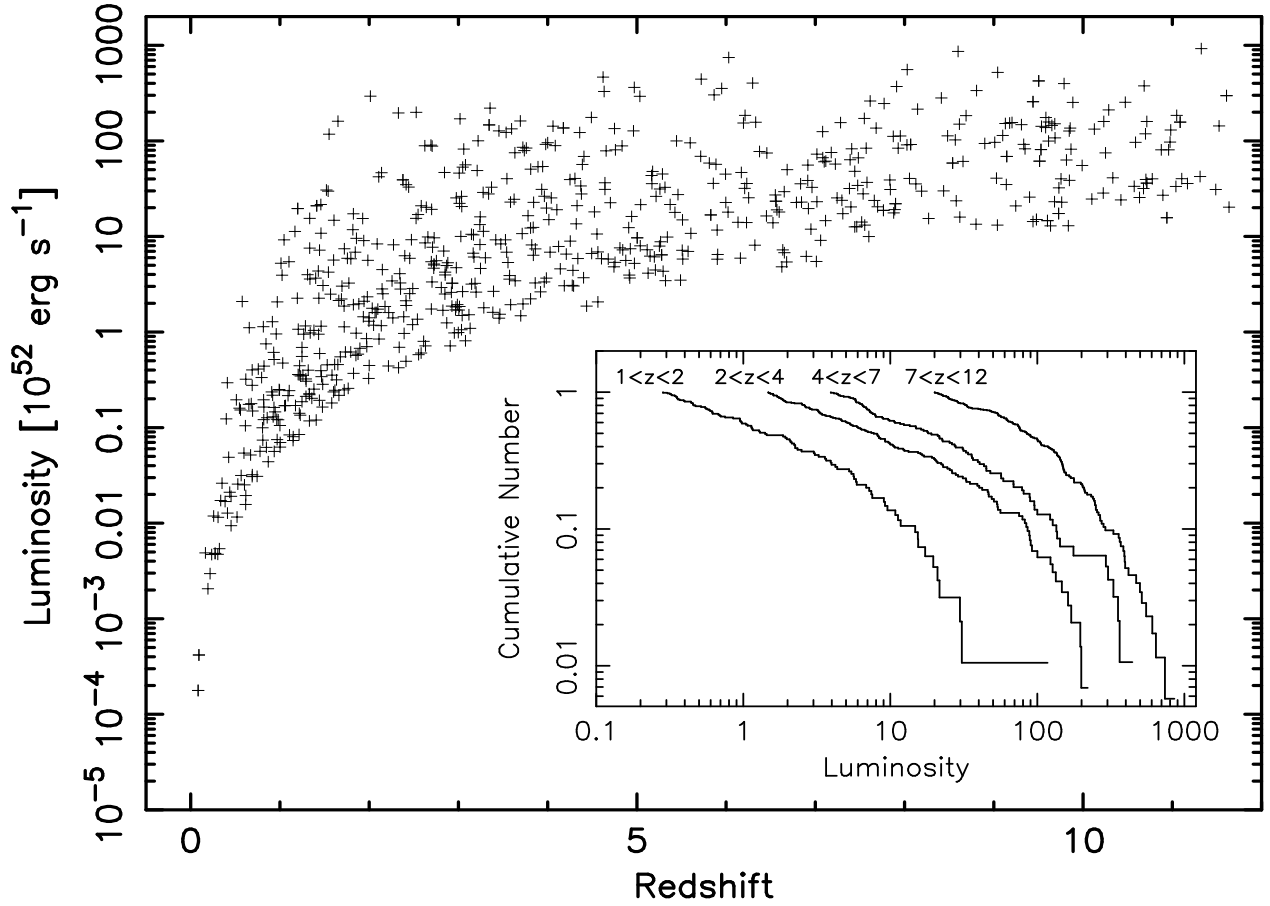 1000
100
10
1
0.1
0.01
10⁻³
10⁻⁴
10⁻⁵
Luminosity [10⁵² erg s⁻¹]
0 5 10
Redshift
1<z<2 2<z<4 4<z<7 7<z<12
1
0.1
0.01
Cumulative Number
0.1 1 10 100 1000
Luminosity